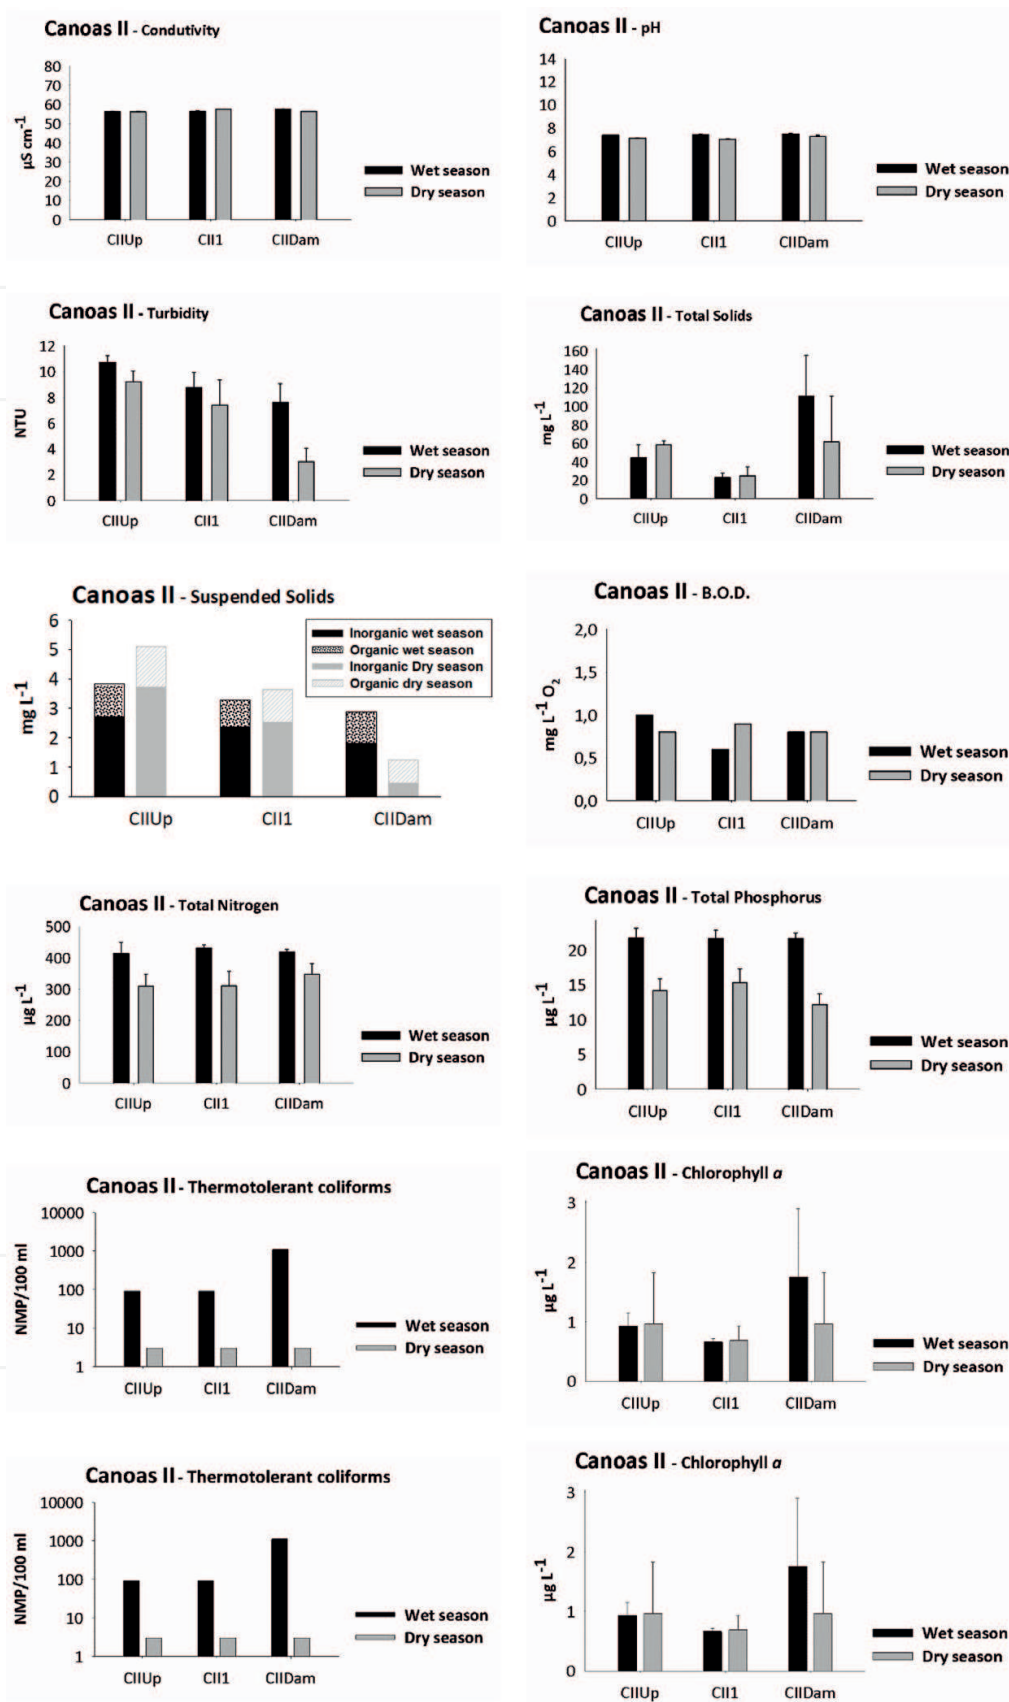 Canoas II - Condutivity
80
70
60
50
40
30
20
10
0
µS cm-1
CIIUp CII1 CIIDam
Wet season
Dry season
Canoas II - pH
14
12
10
8
6
4
2
0
CIIUp CII1 CIIDam
Wet season
Dry season
Canoas II - Turbidity
12
10
8
6
4
2
0
NTU
CIIUp CII1 CIIDam
Wet season
Dry season
Canoas II - Total Solids
160
140
120
100
80
60
40
20
0
mg L-1
CIIUp CII1 CIIDam
Wet season
Dry season
Canoas II - Suspended Solids
6
5
4
3
2
1
0
mg L-1
Inorganic wet season
Organic wet season
Inorganic Dry season
Organic dry season
CIIUp CII1 CIIDam
Canoas II - B.O.D.
2,0
1,5
1,0
0,5
0,0
mg L-1 O2
CIIUp CII1 CIIDam
Wet season
Dry season
Canoas II - Total Nitrogen
500
400
300
200
100
0
µg L-1
CIIUp CII1 CIIDam
Wet season
Dry season
Canoas II - Total Phosphorus
20
15
10
5
0
µg L-1
CIIUp CII1 CIIDam
Wet season
Dry season
Canoas II - Thermotolerant coliforms
10000
1000
100
10
1
NMP/100 ml
CIIUp CII1 CIIDam
Wet season
Dry season
Canoas II - Chlorophyll a
3
2
1
0
µg L-1
CIIUp CII1 CIIDam
Wet season
Dry season
Canoas II - Thermotolerant coliforms
10000
1000
100
10
1
NMP/100 ml
CIIUp CII1 CIIDam
Wet season
Dry season
Canoas II - Chlorophyll a
3
2
1
0
µg L-1
CIIUp CII1 CIIDam
Wet season
Dry season